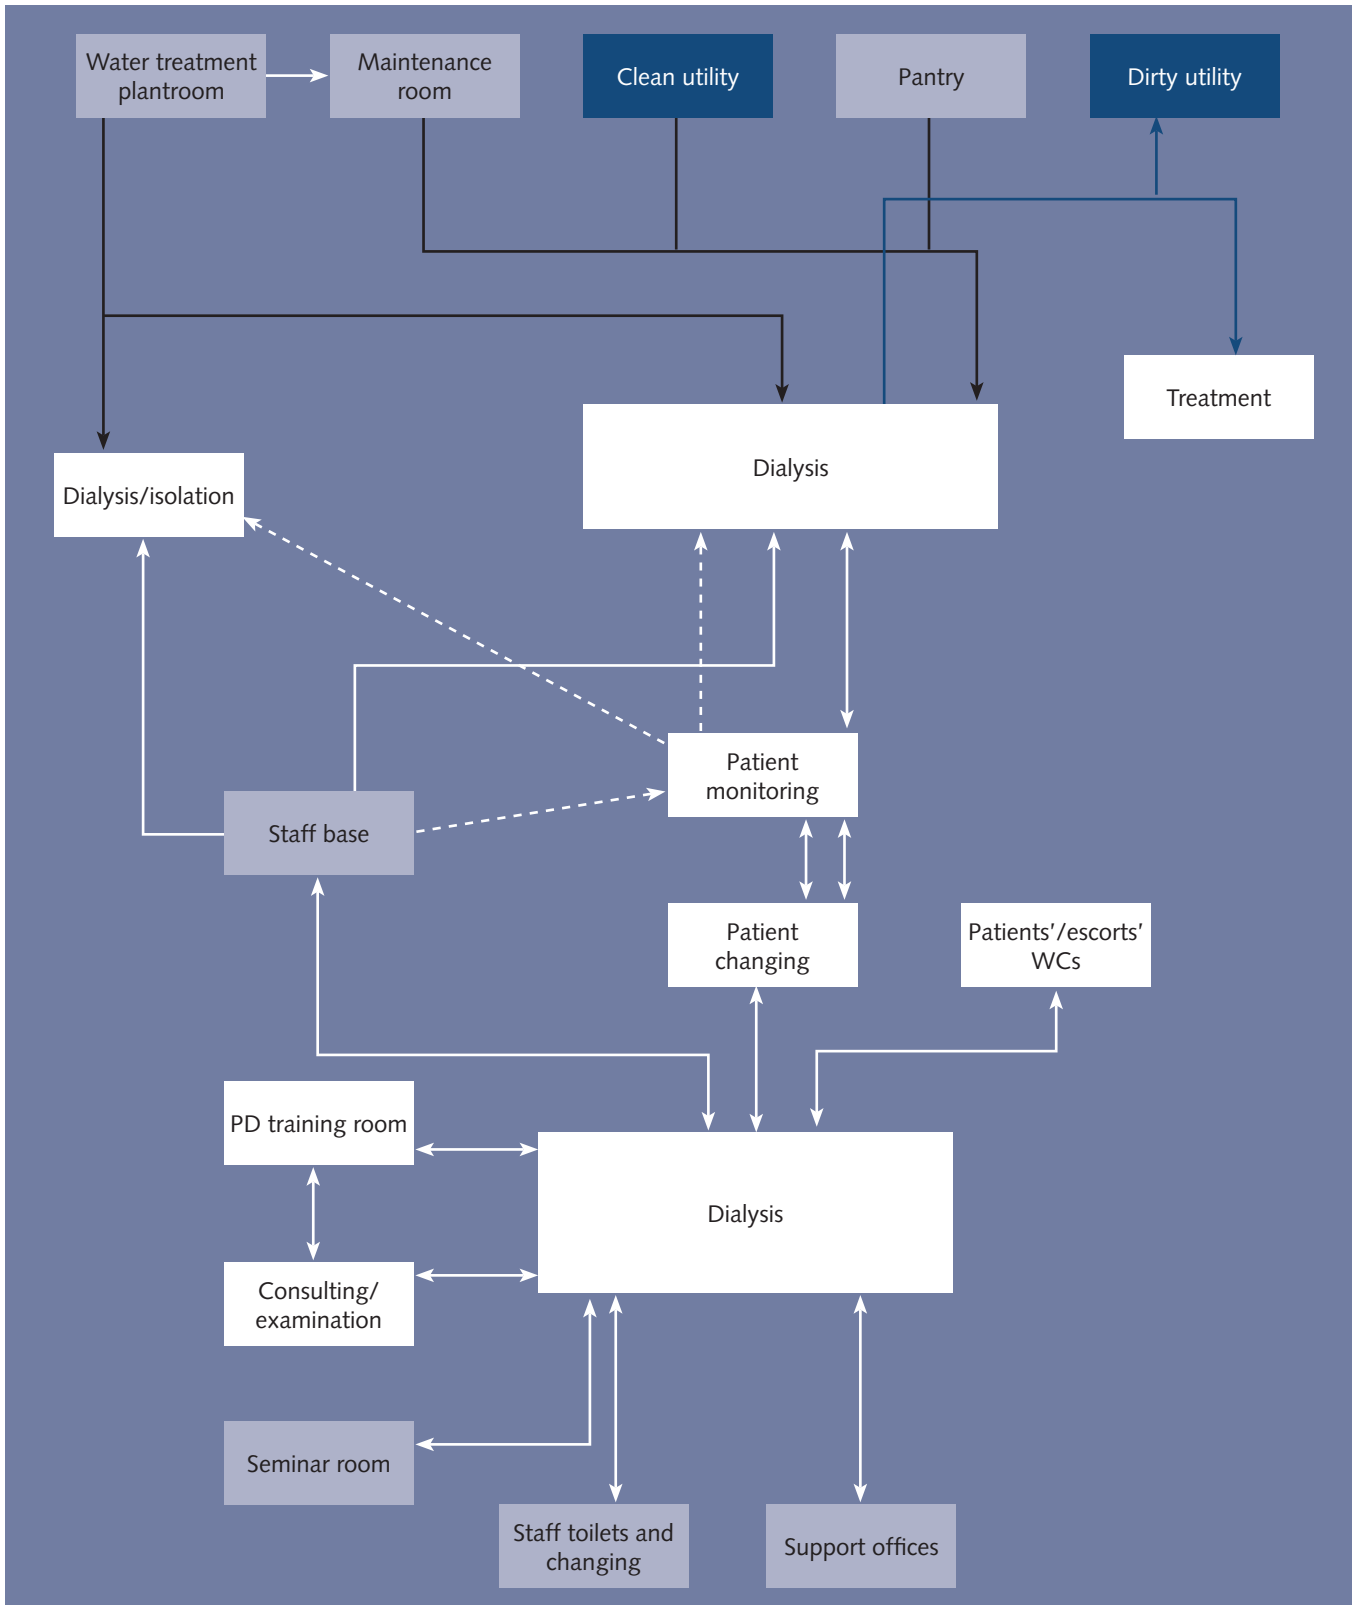 Water treatment
plantroom
Maintenance
room
Clean utility
Pantry
Dirty utility
Treatment
Dialysis
Dialysis/isolation
Patient
monitoring
Staff base
Patient
changing
Patients’/escorts’
WCs
PD training room
Dialysis
Consulting/
examination
Seminar room
Staff toilets and
changing
Support offices